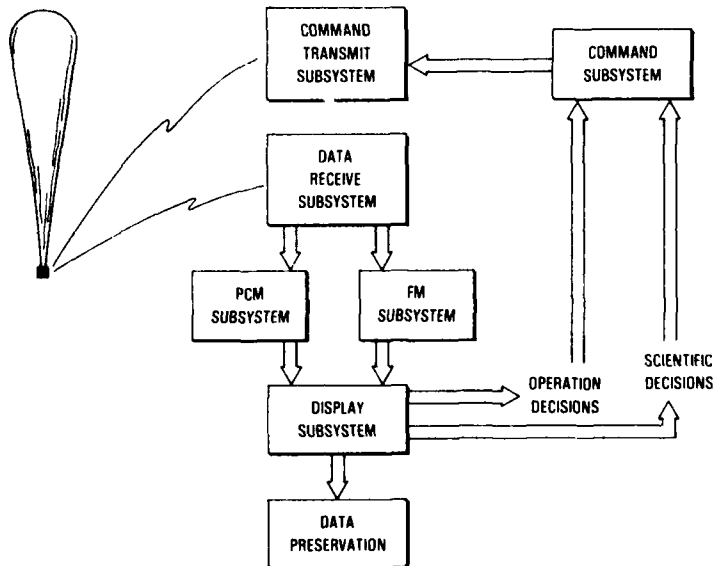 COMMAND
TRANSMIT
SUBSYSTEM
COMMAND
SUBSYSTEM
DATA
RECEIVE
SUBSYSTEM
PCM
SUBSYSTEM
FM
SUBSYSTEM
OPERATION
DECISIONS
SCIENTIFIC
DECISIONS
DISPLAY
SUBSYSTEM
DATA
PRESERVATION